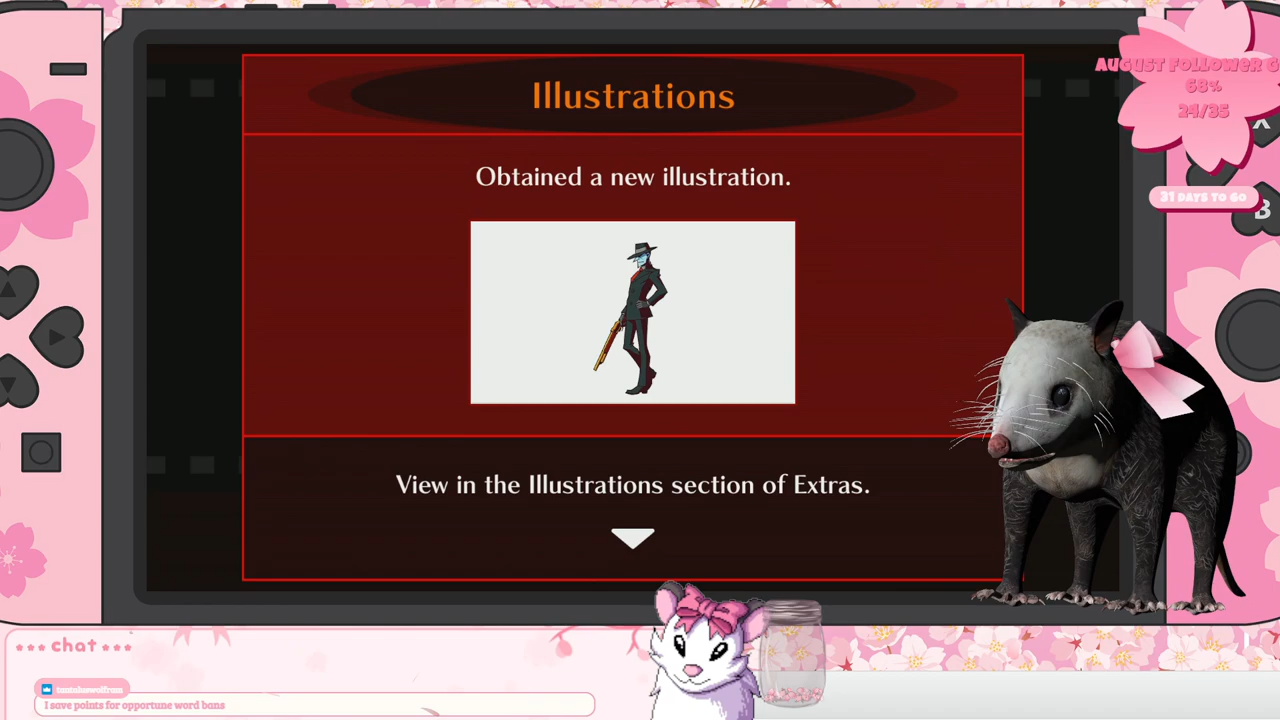 Illustrations
Obtained a new illustration.
View in the Illustrations section of Extras.
AUGUST FOLLOWER G
68%
24/35
31 DAYS TO GO
A
B
chat
tantaluswolfram
I save points for opportune word bans